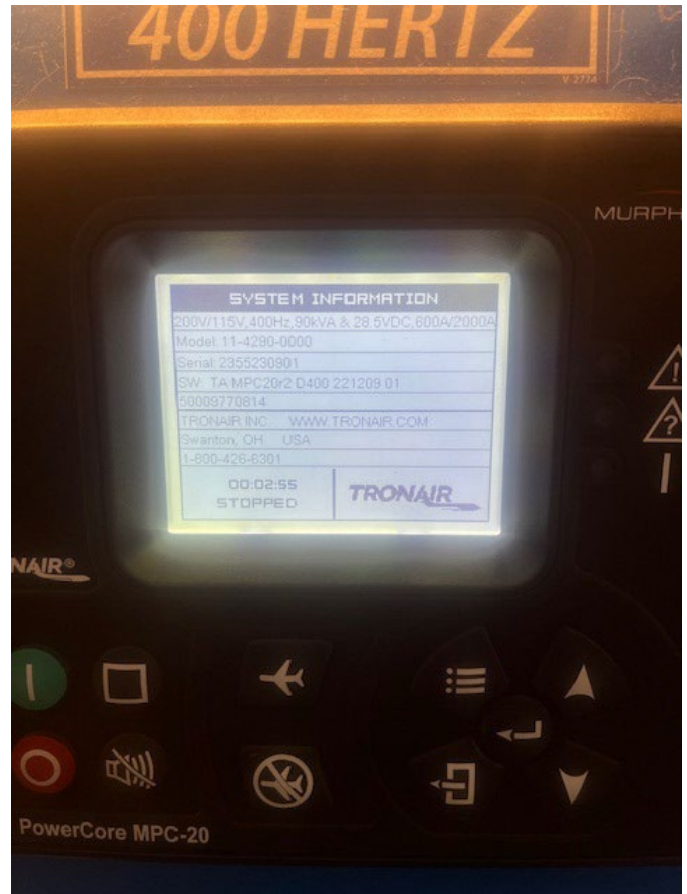 400 HERTZ
V-2774
MURPH
SYSTEM INFORMATION
200V/115V,400Hz,90kVA & 28.5VDC,600A/2000A
Model: 11-4290-0000
Serial: 2355230901
SW: TA MPC20r2 D400 221209 01
50009770814
TRONAIR INC. WWW.TRONAIR.COM
Swanton, OH USA
1-800-426-6301
00:02:55
STOPPED
TRONAIR
NAIR®
PowerCore MPC-20